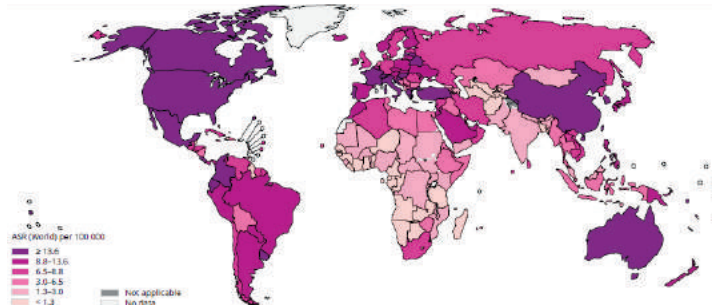 ASR (World) per 100 000
≥ 13.6
8.8–13.6
6.5–8.8
3.0–6.5
1.3–3.0
< 1.3
Not applicable
No data